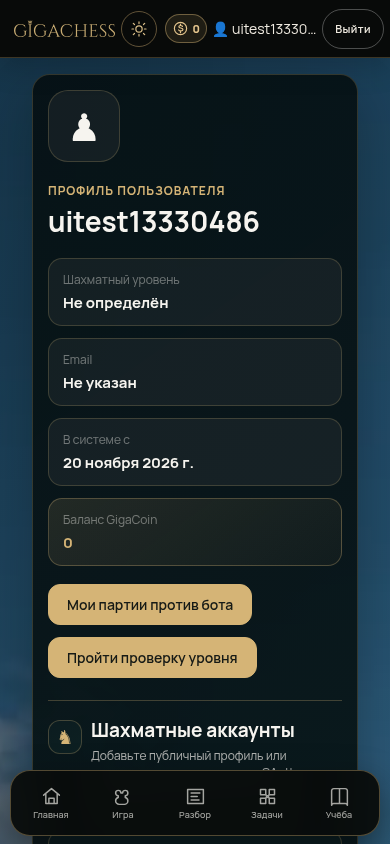 GIGACHESS
0
uitest13330...
Выйти
ПРОФИЛЬ ПОЛЬЗОВАТЕЛЯ
uitest13330486
Шахматный уровень
Не определён
Email
Не указан
В системе с
20 ноября 2026 г.
Баланс GigaCoin
0
Мои партии против бота
Пройти проверку уровня
Шахматные аккаунты
Добавьте публичный профиль или
Главная
Игра
Разбор
Задачи
Учёба